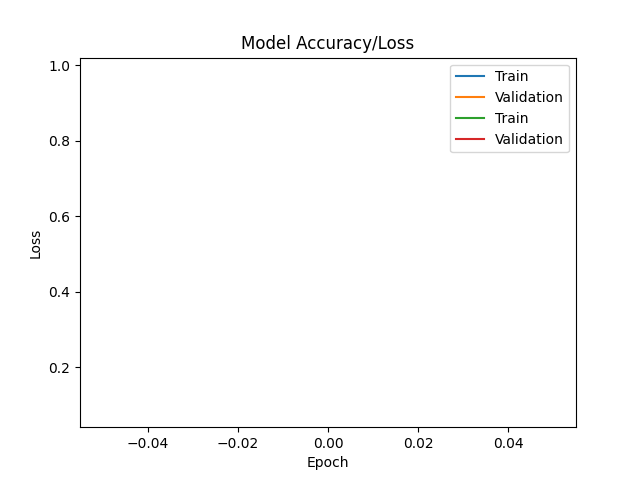 Model Accuracy/Loss
1.0
0.8
0.6
0.4
0.2
Loss
Train
Validation
Train
Validation
−0.04
−0.02
0.00
0.02
0.04
Epoch